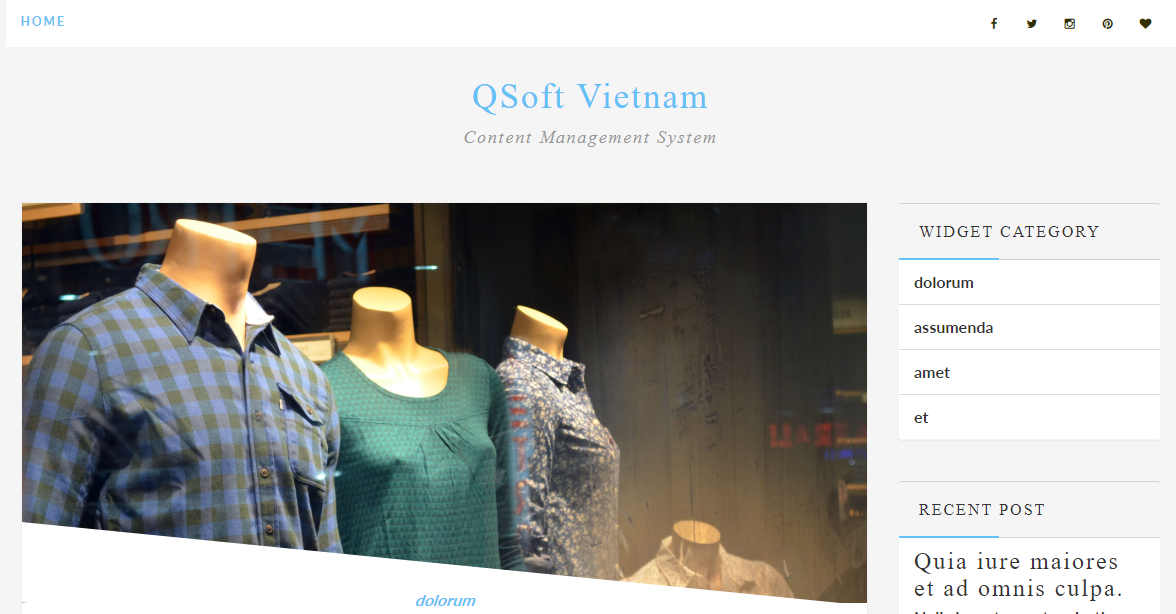 HOME
QSoft Vietnam
Content Management System
WIDGET CATEGORY
dolorum
assumenda
amet
et
RECENT POST
Quia iure maiores
et ad omnis culpa.
dolorum